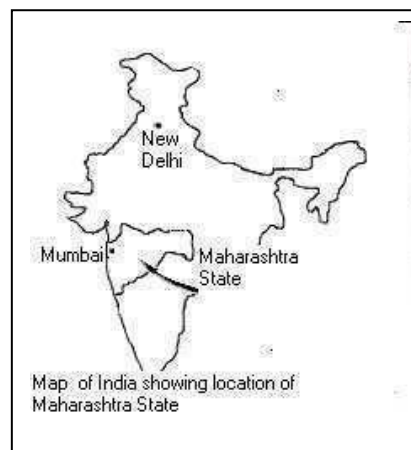 New
Delhi
Mumbai
Maharashtra
State
Map of India showing location of
Maharashtra State